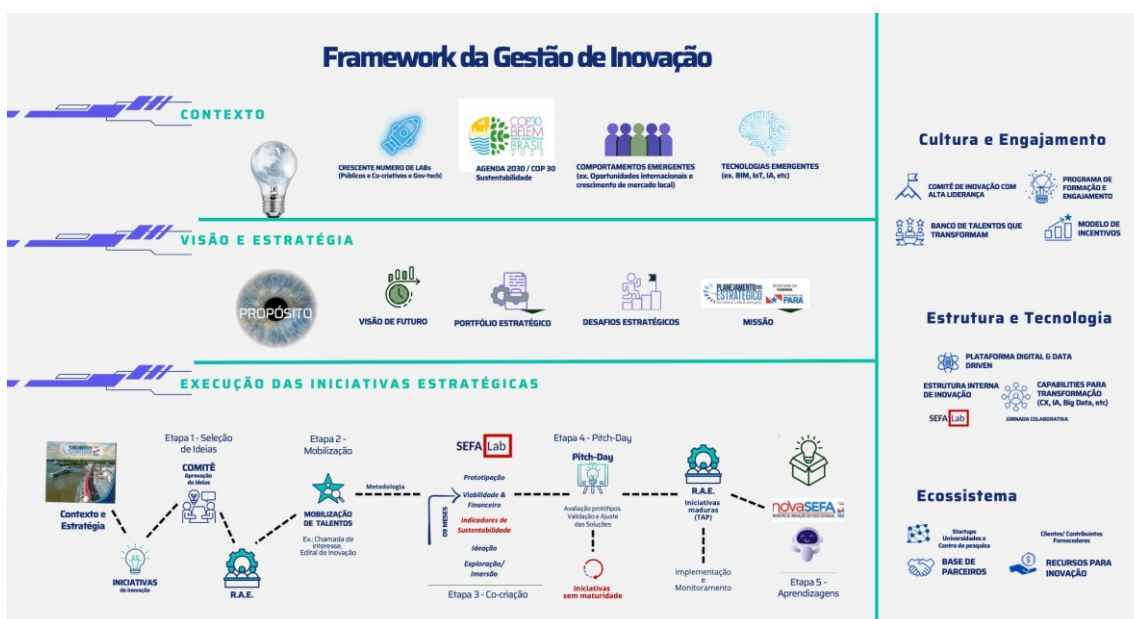 Framework da Gestão de Inovação
CONTEXTO
CRESCENTE NUMERO DE LABs
(Públicos e Co-criativos e Gov-tech)
COP30
BELÉM
BRASIL
2025
AGENDA 2030 / COP 30
Sustentabilidade
COMPORTAMENTOS EMERGENTES
(ex. Oportunidades internacionais e
crescimento de mercado local)
TECNOLOGIAS EMERGENTES
(ex. BIM, IoT, IA, etc)
VISÃO E ESTRATÉGIA
PROPÓSITO
VISÃO DE FUTURO
PORTFÓLIO ESTRATÉGICO
DESAFIOS ESTRATÉGICOS
PLANEJAMENTO
ESTRATÉGICO
SECRETARIA DA
FAZENDA
PARÁ
MISSÃO
EXECUÇÃO DAS INICIATIVAS ESTRATÉGICAS
Contexto e
Estratégia
INICIATIVAS
de Inovação
Etapa 1 - Seleção
de Ideias
COMITÊ
Aprovação
de Ideias
R.A.E.
Etapa 2 -
Mobilização
MOBILIZAÇÃO
DE TALENTOS
Ex.: Chamada de
interesse,
Edital de Inovação
Metodologia
SEFA Lab
09 MESES
Prototipação
Viabilidade &
Financeiro
Indicadores de
Sustentabilidade
Ideação
Exploração/
Imersão
Etapa 3 - Co-criação
Etapa 4 - Pitch-Day
Pitch-Day
Avaliação protótipos.
Validação e Ajuste
das Soluções
Iniciativas
sem maturidade
R.A.E.
Iniciativas
maduras
(TAP)
Implementação
e
Monitoramento
novaSEFA
Etapa 5 -
Aprendizagens
Cultura e Engajamento
COMITÊ DE INOVAÇÃO COM
ALTA LIDERANÇA
PROGRAMA DE
FORMAÇÃO E
ENGAJAMENTO
BANCO DE TALENTOS QUE
TRANSFORMAM
MODELO DE
INCENTIVOS
Estrutura e Tecnologia
PLATAFORMA DIGITAL & DATA
DRIVEN
ESTRUTURA INTERNA
DE INOVAÇÃO
SEFA Lab
CAPABILITIES PARA
TRANSFORMAÇÃO
(CX, IA, Big Data, etc)
JORNADA COLABORATIVA
Ecossistema
Startups
Universidades e
Centro de pesquisa
Clientes/ Contribuintes
Fornecedores
BASE DE
PARCEIROS
RECURSOS PARA
INOVAÇÃO